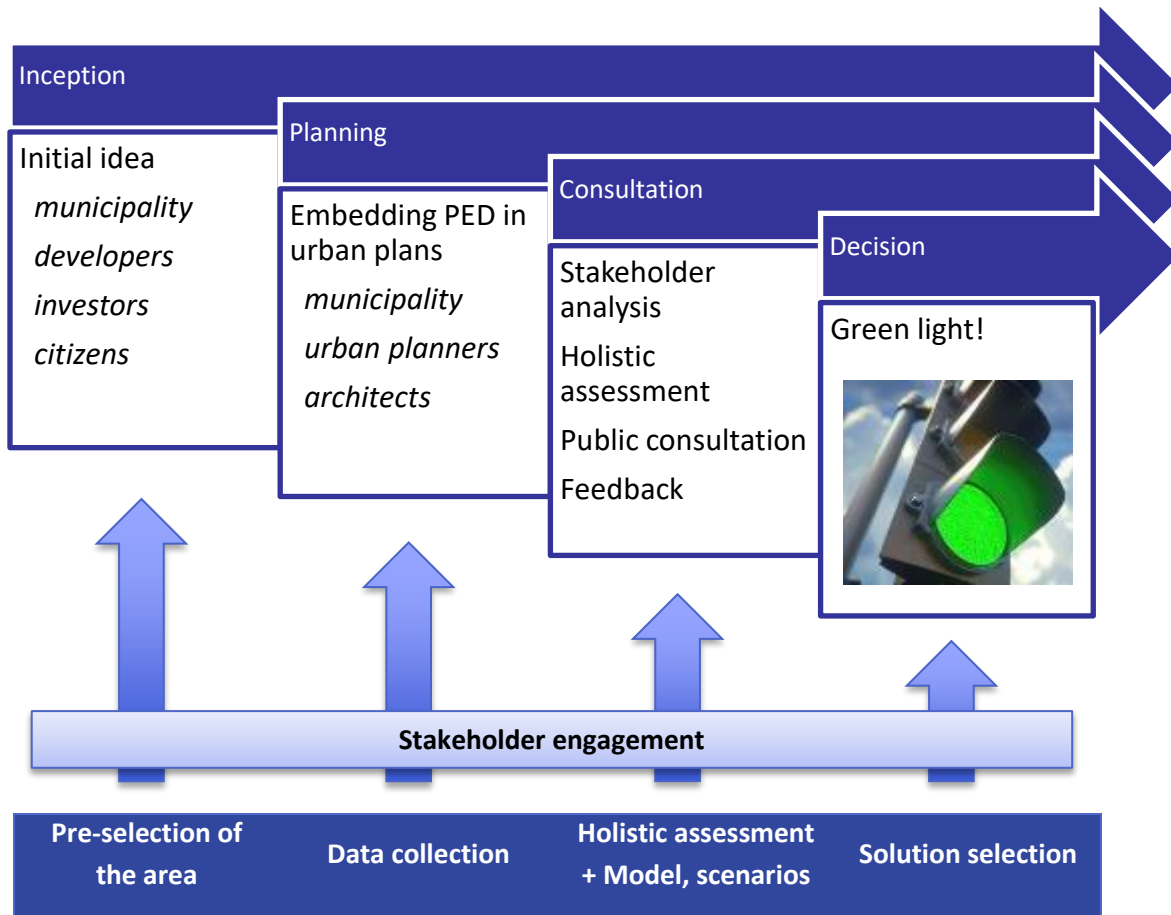 Inception
Initial idea
municipality
developers
investors
citizens
Planning
Embedding PED in
urban plans
municipality
urban planners
architects
Consultation
Stakeholder
analysis
Holistic
assessment
Public consultation
Feedback
Decision
Green light!
Stakeholder engagement
Pre-selection of
the area
Data collection
Holistic assessment
+ Model, scenarios
Solution selection